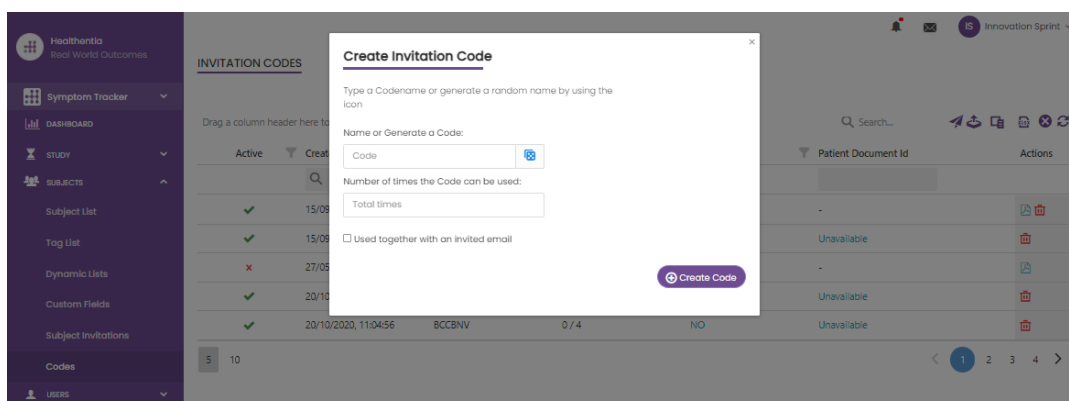 Healthentia
Real World Outcomes
IS Innovation Sprint
Symptom Tracker
DASHBOARD
STUDY
SUBJECTS
Subject List
Tag List
Dynamic Lists
Custom Fields
Subject Invitations
Codes
USERS
INVITATION CODES
Drag a column header here to
Search...
Active Creat Patient Document Id Actions
15/09 -
15/09 Unavailable
27/05 -
20/10 Unavailable
20/10/2020, 11:04:56 BCCBNV 0 / 4 NO Unavailable
5 10
1 2 3 4
×
Create Invitation Code
Type a Codename or generate a random name by using the
icon
Name or Generate a Code:
Code
Number of times the Code can be used:
Total times
Used together with an invited email
Create Code